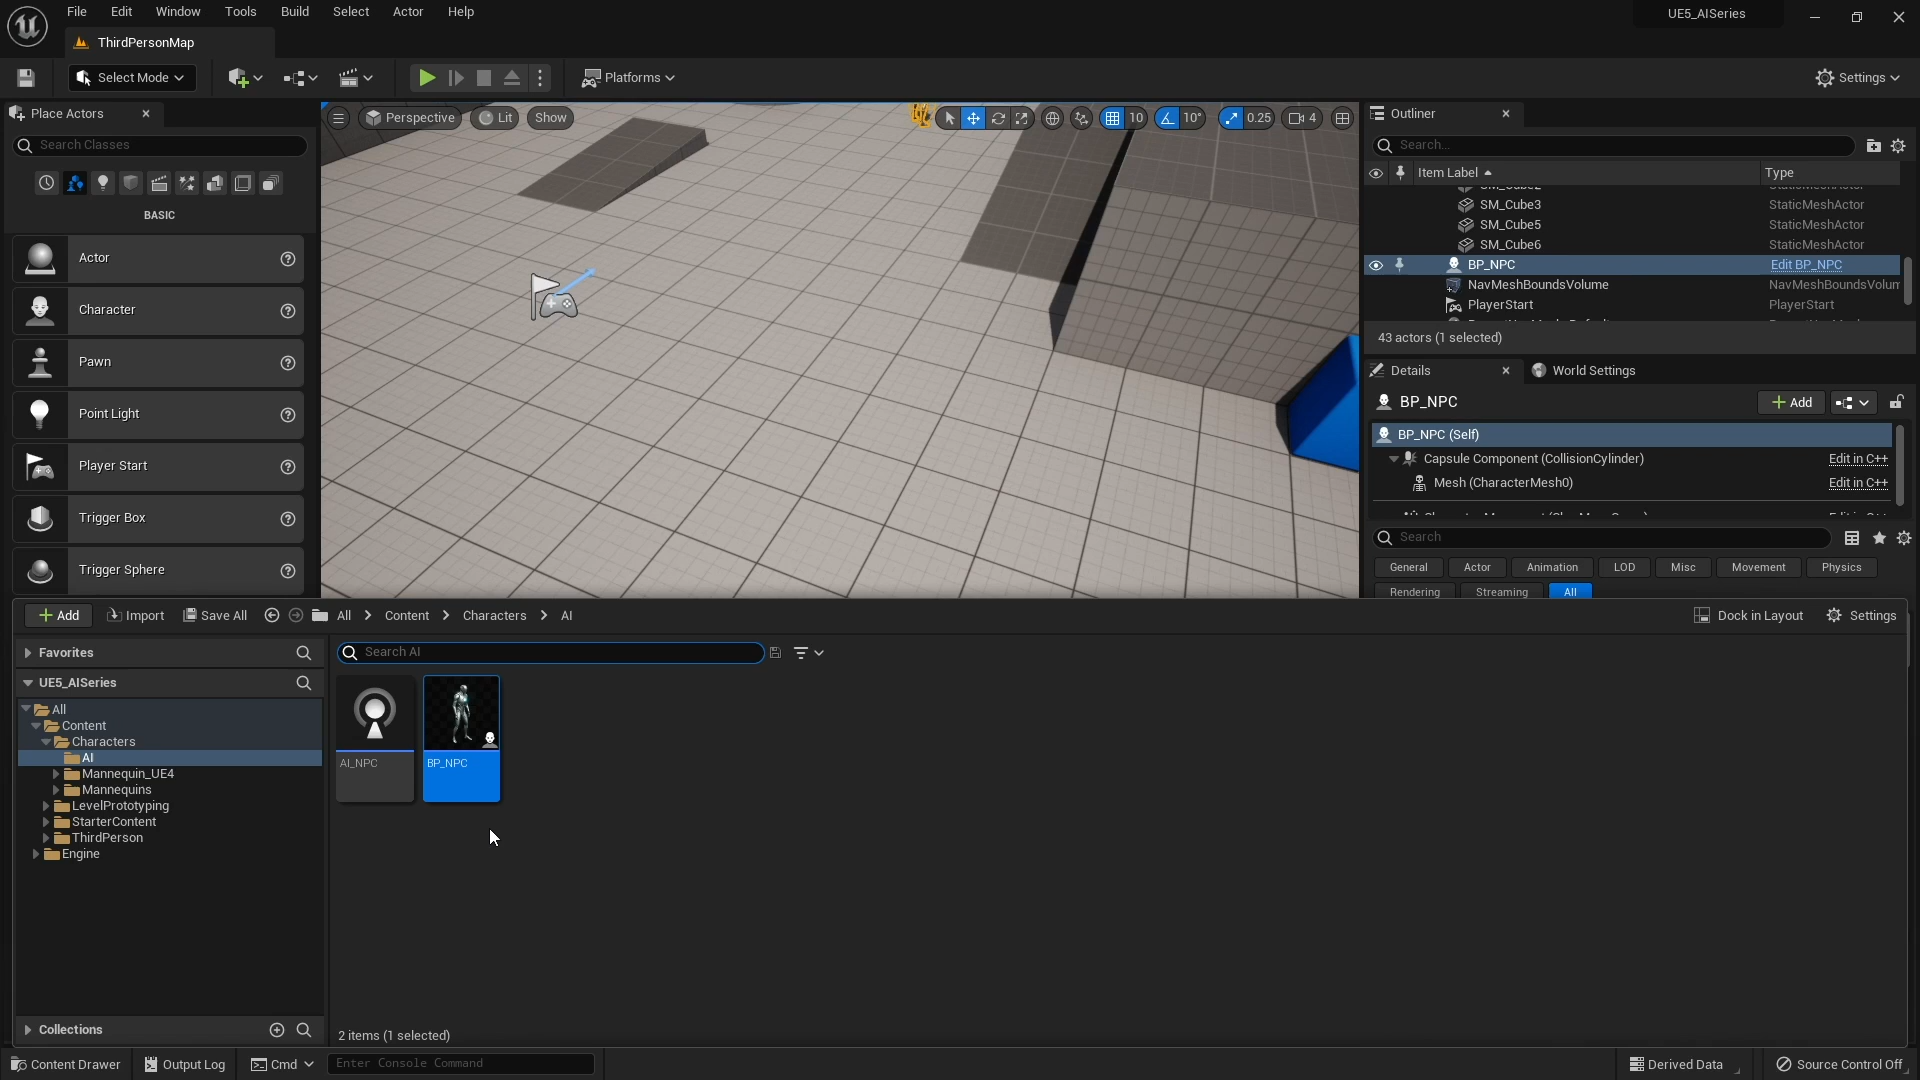 File Edit Window Tools Build Select Actor Help
UE5_AISeries
ThirdPersonMap
Select Mode
Platforms
Settings
Place Actors
Search Classes
BASIC
Actor
Character
Pawn
Point Light
Player Start
Trigger Box
Trigger Sphere
Perspective Lit Show
10 10° 0.25 4
Outliner
Search...
Item Label Type
SM_Cube2 StaticMeshActor
SM_Cube3 StaticMeshActor
SM_Cube5 StaticMeshActor
SM_Cube6 StaticMeshActor
BP_NPC Edit BP_NPC
NavMeshBoundsVolume NavMeshBoundsVolum
PlayerStart PlayerStart
43 actors (1 selected)
Details World Settings
BP_NPC
Add
BP_NPC (Self)
Capsule Component (CollisionCylinder) Edit in C++
Mesh (CharacterMesh0) Edit in C++
Search
General Actor Animation LOD Misc Movement Physics
Rendering Streaming All
Add Import Save All All Content Characters AI
Dock in Layout Settings
Favorites
UE5_AISeries
All
Content
Characters
AI
Mannequin_UE4
Mannequins
LevelPrototyping
StarterContent
ThirdPerson
Engine
Collections
Search AI
AI_NPC
BP_NPC
2 items (1 selected)
Content Drawer Output Log Cmd Enter Console Command
Derived Data Source Control Off